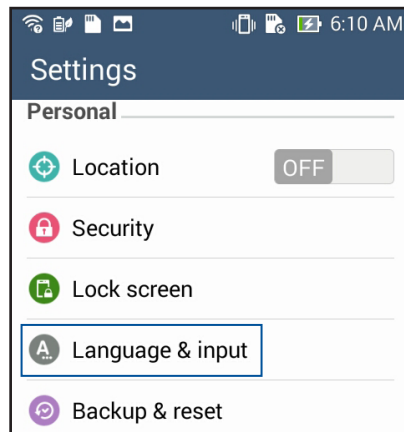 6:10 AM
Settings
Personal
Location OFF
Security
Lock screen
A... Language & input
Backup & reset